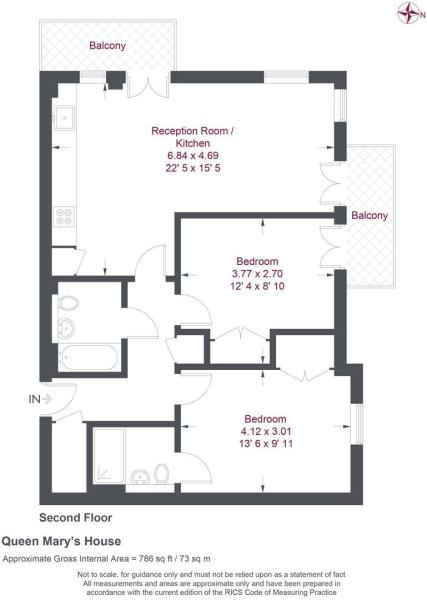 N
Balcony
Reception Room /
Kitchen
6.84 x 4.69
22' 5 x 15' 5
Balcony
Bedroom
3.77 x 2.70
12' 4 x 8' 10
IN
Bedroom
4.12 x 3.01
13' 6 x 9' 11
Second Floor
Queen Mary's House
Approximate Gross Internal Area = 786 sq ft / 73 sq m
Not to scale, for guidance only and must not be relied upon as a statement of fact
All measurements and areas are approximate only and have been prepared in
accordance with the current edition of the RICS Code of Measuring Practice